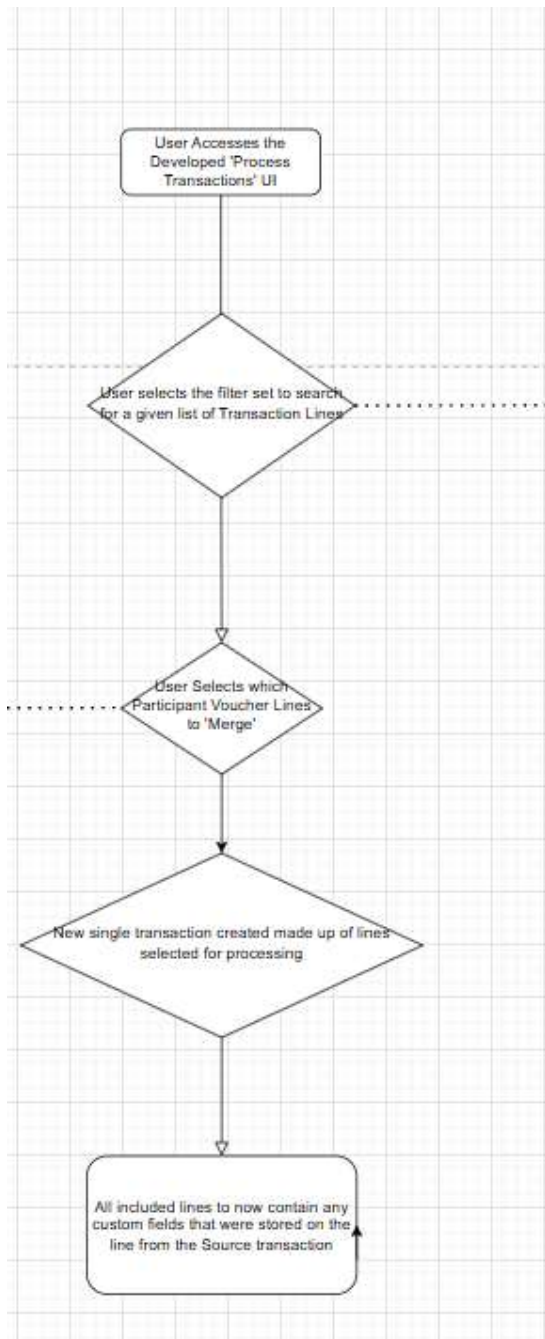 User Accesses the
Developed 'Process
Transactions' UI
User selects the filter set to search
for a given list of Transaction Lines
User Selects which
Participant Voucher Lines
to 'Merge'
New single transaction created made up of lines
selected for processing
All included lines to now contain any
custom fields that were stored on the
line from the Source transaction